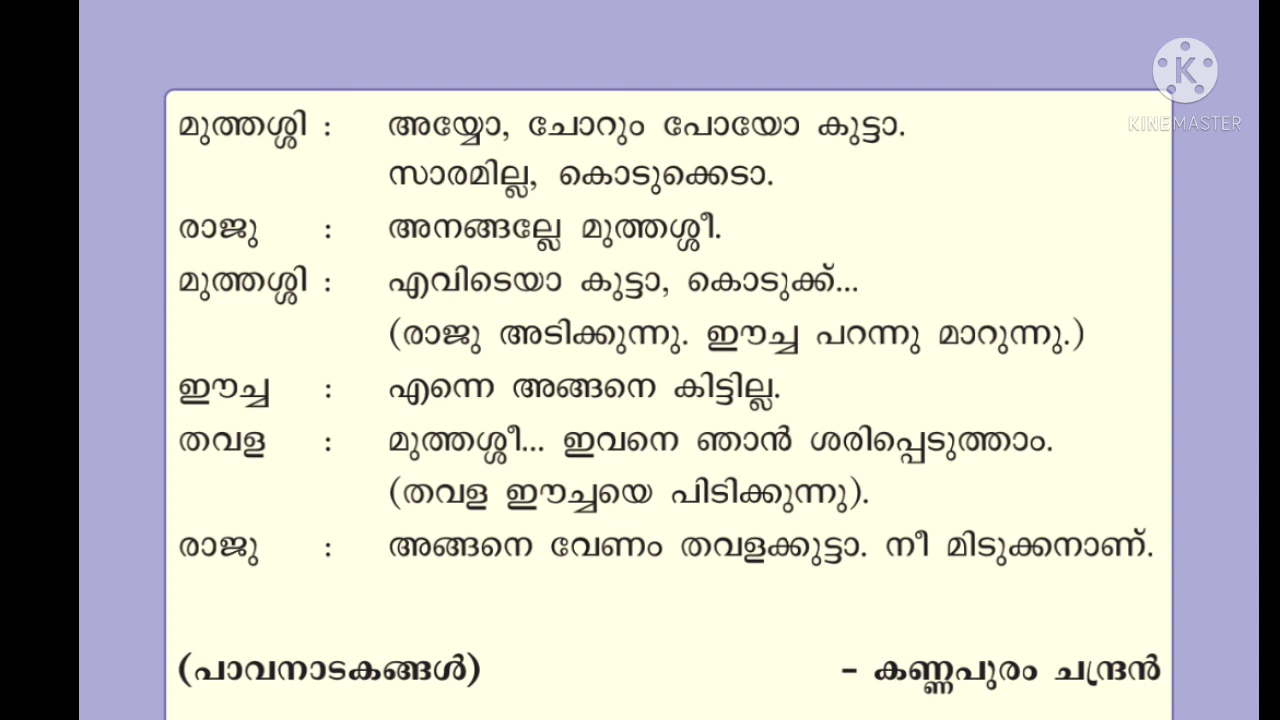 K
KINEMASTER
മുത്തശ്ശി : അയ്യോ, ചോറും പോയോ കുട്ടാ.
സാരമില്ല, കൊടുക്കെടാ.
രാജു : അനങ്ങല്ലേ മുത്തശ്ശീ.
മുത്തശ്ശി : എവിടെയാ കുട്ടാ, കൊടുക്ക്...
(രാജു അടിക്കുന്നു. ഈച്ച പറന്നു മാറുന്നു.)
ഈച്ച : എന്നെ അങ്ങനെ കിട്ടില്ല.
തവള : മുത്തശ്ശീ... ഇവനെ ഞാൻ ശരിപ്പെടുത്താം.
(തവള ഈച്ചയെ പിടിക്കുന്നു).
രാജു : അങ്ങനെ വേണം തവളക്കുട്ടാ. നീ മിടുക്കനാണ്.
(പാവനാടകങ്ങൾ) – കണ്ണപുരം ചന്ദ്രൻ